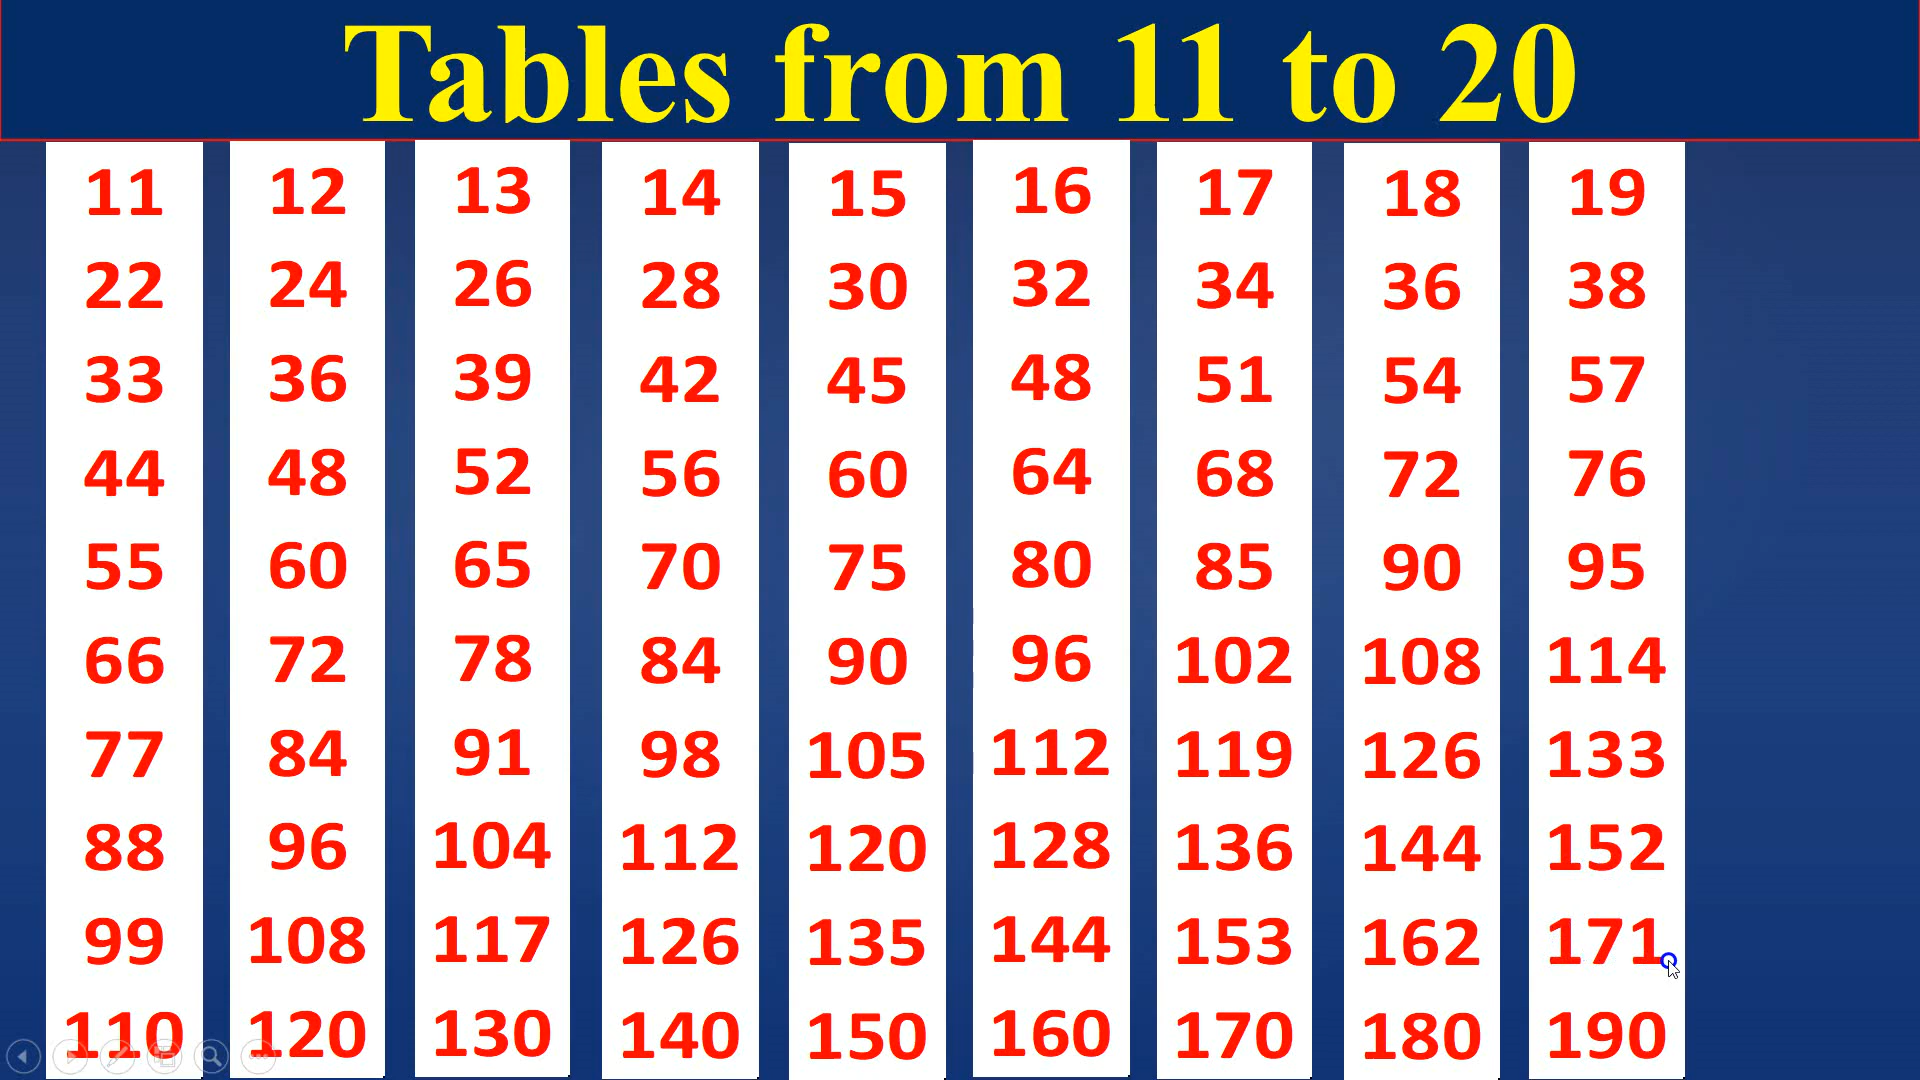 Tables from 11 to 20
11 12 13 14 15 16 17 18 19
22 24 26 28 30 32 34 36 38
33 36 39 42 45 48 51 54 57
44 48 52 56 60 64 68 72 76
55 60 65 70 75 80 85 90 95
66 72 78 84 90 96 102 108 114
77 84 91 98 105 112 119 126 133
88 96 104 112 120 128 136 144 152
99 108 117 126 135 144 153 162 171
110 120 130 140 150 160 170 180 190